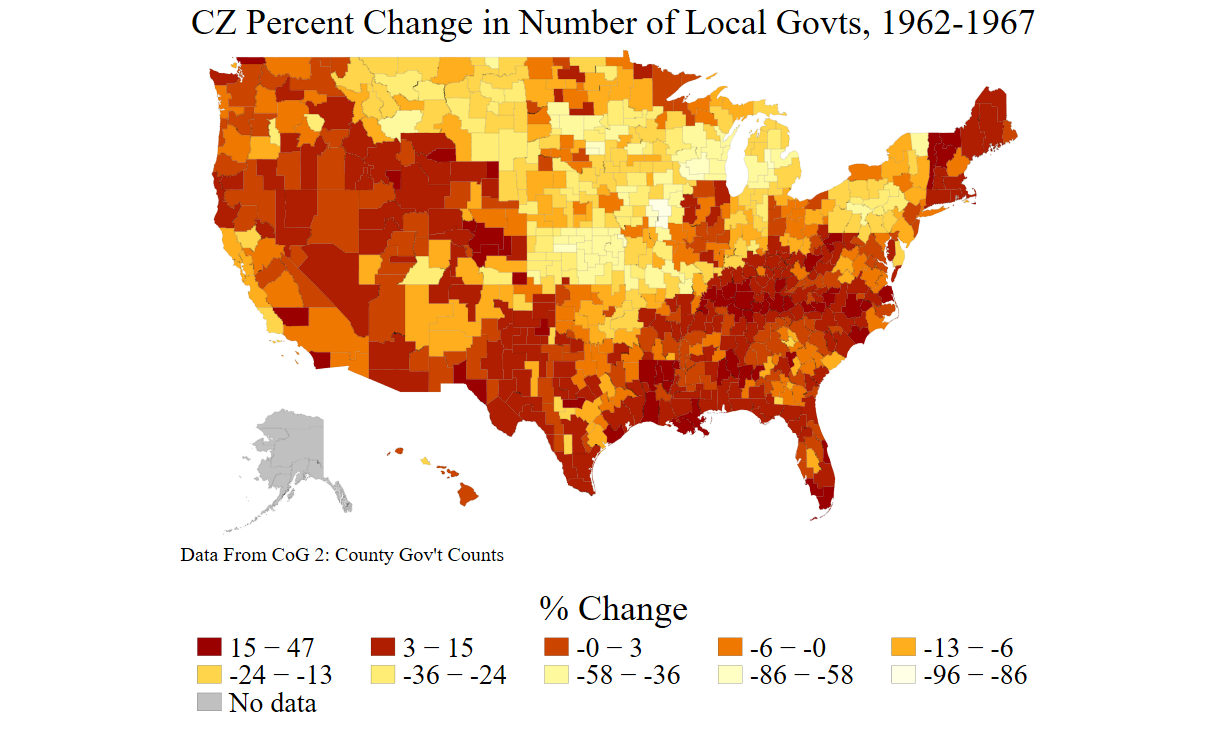 CZ Percent Change in Number of Local Govts, 1962-1967
Data From CoG 2: County Gov't Counts
% Change
15 − 47 3 − 15 -0 − 3 -6 − -0 -13 − -6
-24 − -13 -36 − -24 -58 − -36 -86 − -58 -96 − -86
No data